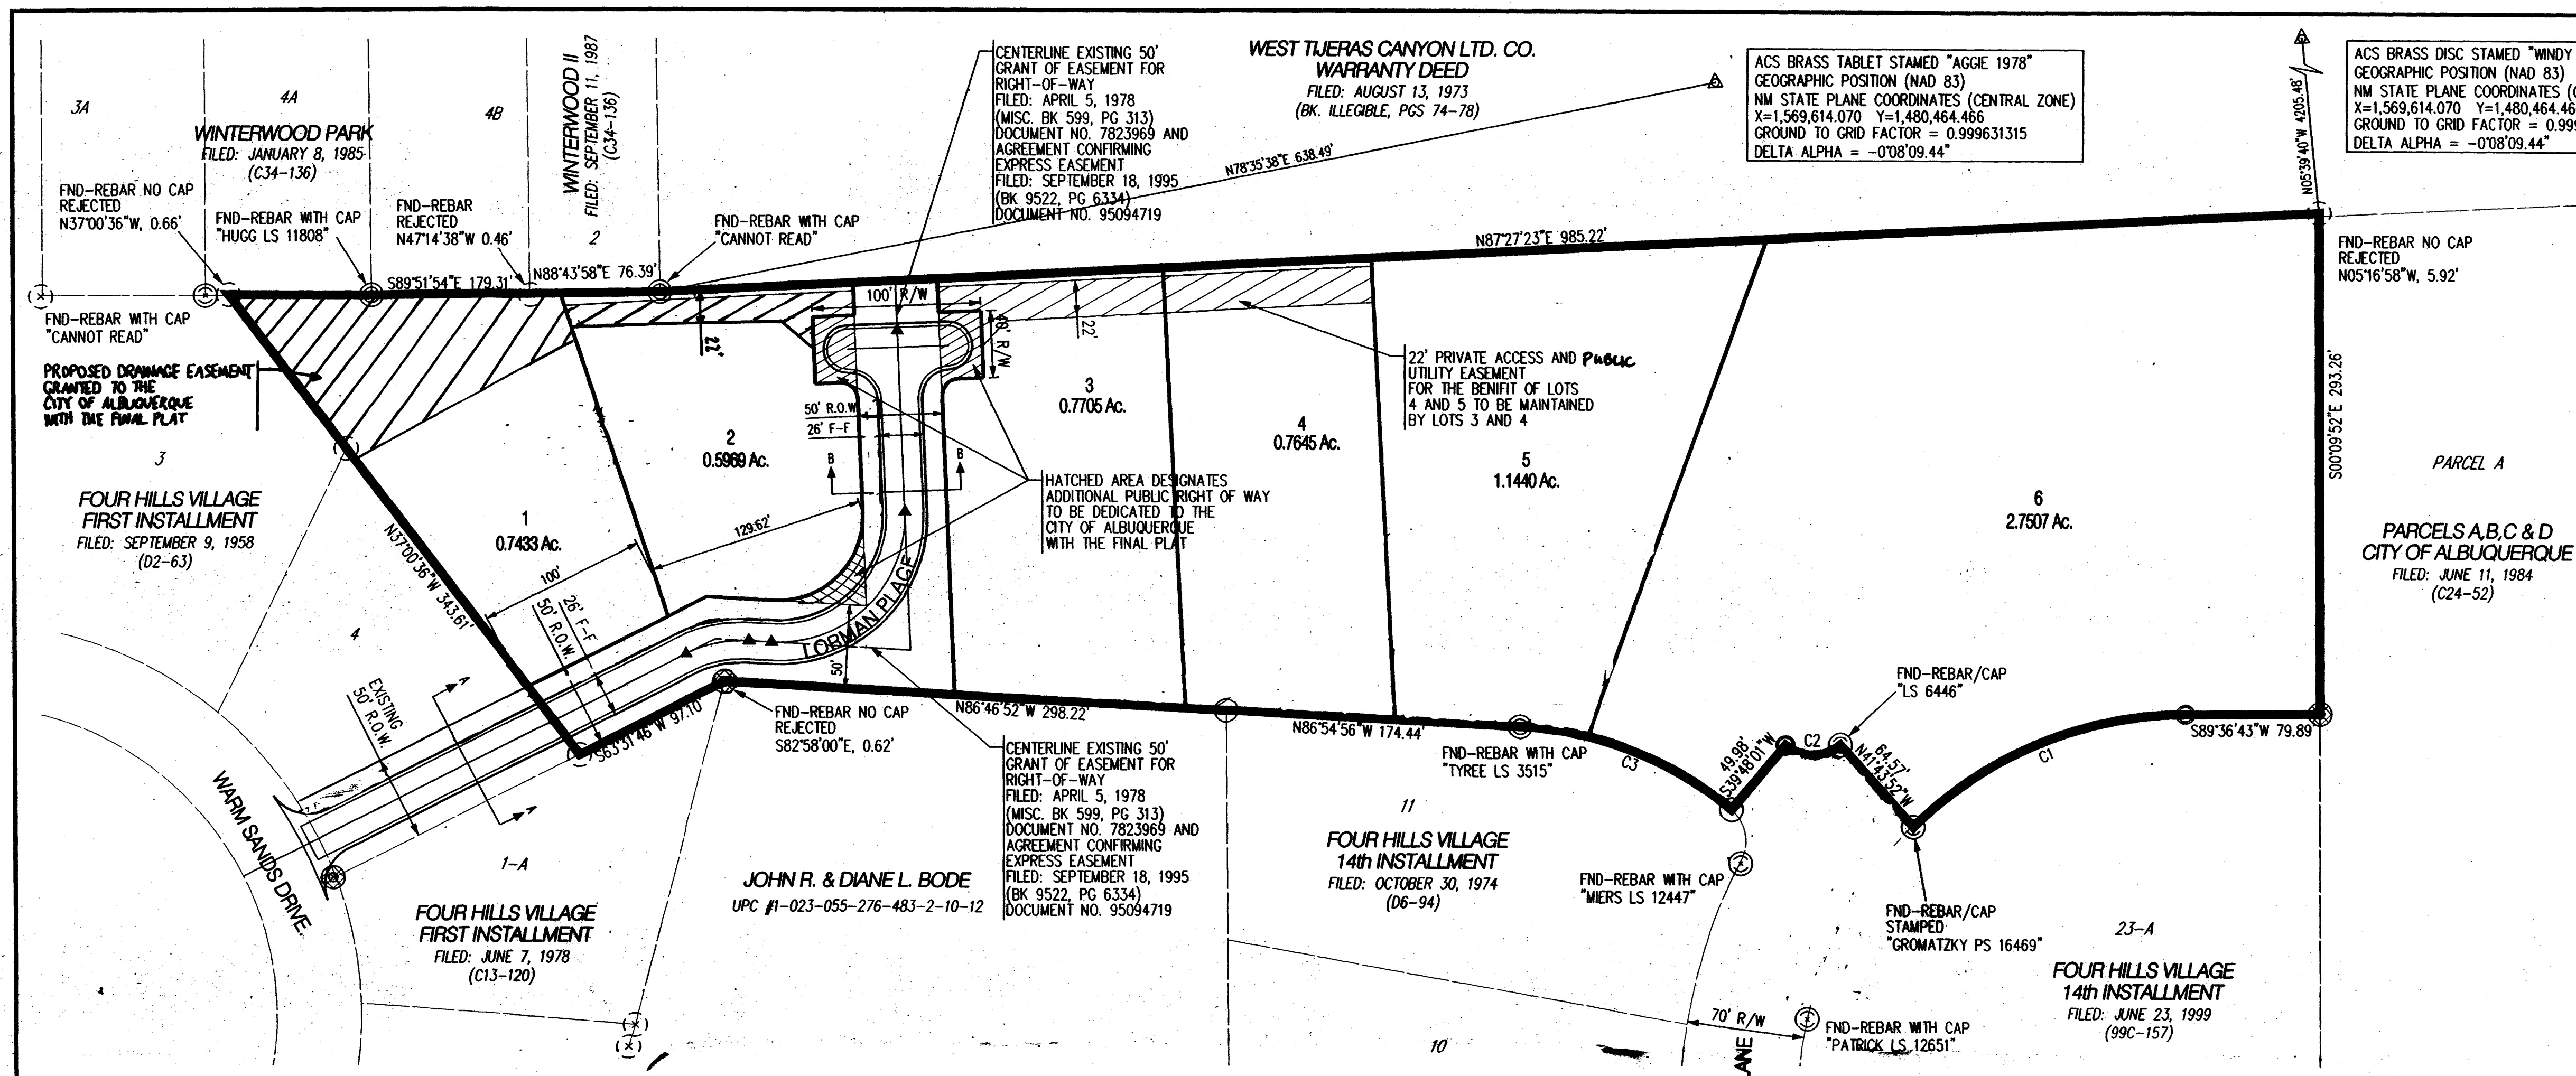 3A
4A
4B
WINTERWOOD PARK
FILED: JANUARY 8, 1985
(C34-136)
WINTERWOOD II
FILED: SEPTEMBER 11, 1987
(C34-136)
2
FND-REBAR NO CAP
REJECTED
N37°00'36"W, 0.66'
FND-REBAR WITH CAP
"HUGG LS 11808"
FND-REBAR
REJECTED
N47°14'38"W 0.46'
FND-REBAR WITH CAP
"CANNOT READ"
CENTERLINE EXISTING 50'
GRANT OF EASEMENT FOR
RIGHT-OF-WAY
FILED: APRIL 5, 1978
(MISC. BK 599, PG 313)
DOCUMENT NO. 7823969 AND
AGREEMENT CONFIRMING
EXPRESS EASEMENT
FILED: SEPTEMBER 18, 1995
(BK 9522, PG 6334)
DOCUMENT NO. 95094719
WEST TIJERAS CANYON LTD. CO.
WARRANTY DEED
FILED: AUGUST 13, 1973
(BK. ILLEGIBLE, PGS 74-78)
N78°35'38"E 638.49'
ACS BRASS TABLET STAMED "AGGIE 1978"
GEOGRAPHIC POSITION (NAD 83)
NM STATE PLANE COORDINATES (CENTRAL ZONE)
X=1,569,614.070 Y=1,480,464.466
GROUND TO GRID FACTOR = 0.999631315
DELTA ALPHA = -0°08'09.44"
N05°39'40"W 4205.48'
ACS BRASS DISC STAMED "WINDY
GEOGRAPHIC POSITION (NAD 83)
NM STATE PLANE COORDINATES (
X=1,569,614.070 Y=1,480,464.46
GROUND TO GRID FACTOR = 0.999
DELTA ALPHA = -0°08'09.44"
S89°51'54"E 179.31'
N88°43'58"E 76.39'
N87°27'23"E 985.22'
FND-REBAR NO CAP
REJECTED
N05°16'58"W, 5.92'
FND-REBAR WITH CAP
"CANNOT READ"
PROPOSED DRAINAGE EASEMENT
GRANTED TO THE
CITY OF ALBUQUERQUE
WITH THE FINAL PLAT
22'
100' R/W
40' R/W
22'
22' PRIVATE ACCESS AND PUBLIC
UTILITY EASEMENT
FOR THE BENIFIT OF LOTS
4 AND 5 TO BE MAINTAINED
BY LOTS 3 AND 4
3
FOUR HILLS VILLAGE
FIRST INSTALLMENT
FILED: SEPTEMBER 9, 1958
(D2-63)
1
0.7433 Ac.
2
0.5969 Ac.
50' R.O.W.
26' F-F
B
B
3
0.7705 Ac.
4
0.7645 Ac.
5
1.1440 Ac.
6
2.7507 Ac.
S00°09'52"E 293.26'
PARCEL A
PARCELS A,B,C & D
CITY OF ALBUQUERQUE
FILED: JUNE 11, 1984
(C24-52)
HATCHED AREA DESIGNATES
ADDITIONAL PUBLIC RIGHT OF WAY
TO BE DEDICATED TO THE
CITY OF ALBUQUERQUE
WITH THE FINAL PLAT
129.62'
100'
N37°00'36"W 343.61'
26' F-F
50' R.O.W.
TORMAN PLACE
50'
4
EXISTING
50' R.O.W.
A
A
S63°31'46"W 97.10'
FND-REBAR NO CAP
REJECTED
S82°58'00"E, 0.62'
N86°46'52"W 298.22'
N86°54'56"W 174.44'
FND-REBAR WITH CAP
"TYREE LS 3515"
C3
49.98'
S39°48'01"W
C2
FND-REBAR/CAP
"LS 6446"
64.57'
N41°43'52"W
C1
S89°36'43"W 79.89'
WARM SANDS DRIVE
1-A
FOUR HILLS VILLAGE
FIRST INSTALLMENT
FILED: JUNE 7, 1978
(C13-120)
JOHN R. & DIANE L. BODE
UPC #1-023-055-276-483-2-10-12
CENTERLINE EXISTING 50'
GRANT OF EASEMENT FOR
RIGHT-OF-WAY
FILED: APRIL 5, 1978
(MISC. BK 599, PG 313)
DOCUMENT NO. 7823969 AND
AGREEMENT CONFIRMING
EXPRESS EASEMENT
FILED: SEPTEMBER 18, 1995
(BK 9522, PG 6334)
DOCUMENT NO. 95094719
11
FOUR HILLS VILLAGE
14th INSTALLMENT
FILED: OCTOBER 30, 1974
(D6-94)
FND-REBAR WITH CAP
"MIERS LS 12447"
FND-REBAR/CAP
STAMPED
"GROMATZKY PS 16469"
23-A
FOUR HILLS VILLAGE
14th INSTALLMENT
FILED: JUNE 23, 1999
(99C-157)
10
70' R/W
LANE
FND-REBAR WITH CAP
"PATRICK LS 12651"